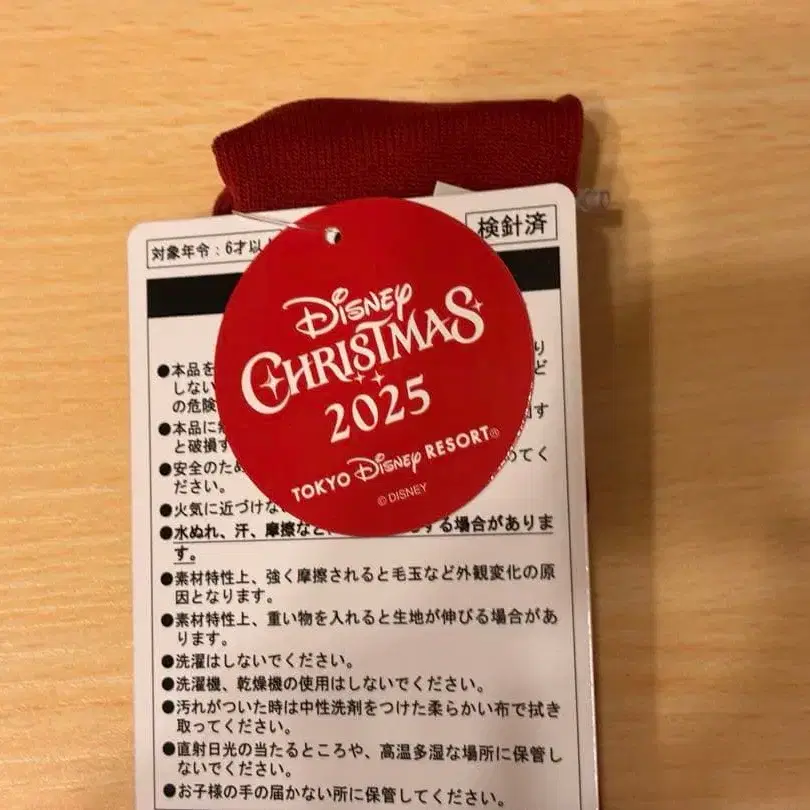 対象年令：6才以
検針済
Disney
CHRISTMAS
2025
TOKYO Disney RESORT®
© DISNEY
●本品を
り
しない
ど
の危険
●本品に
す
と破損す
●安全のため
めてく
ださい。
●火気に近づけな
●水ぬれ、汗、摩擦など
する場合がありま
す。
●素材特性上、強く摩擦されると毛玉など外観変化の原
因となります。
●素材特性上、重い物を入れると生地が伸びる場合があ
ります。
●洗濯はしないでください。
●洗濯機、乾燥機の使用はしないでください。
●汚れがついた時は中性洗剤をつけた柔らかい布で拭き
取ってください。
●直射日光の当たるところや、高温多湿な場所に保管し
ないでください。
●お子様の手の届かない所に保管してください。